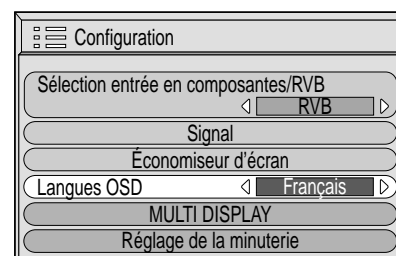 Configuration
Sélection entrée en composantes/RVB
RVB
Signal
Économiseur d'écran
Langues OSD Français
MULTI DISPLAY
Réglage de la minuterie